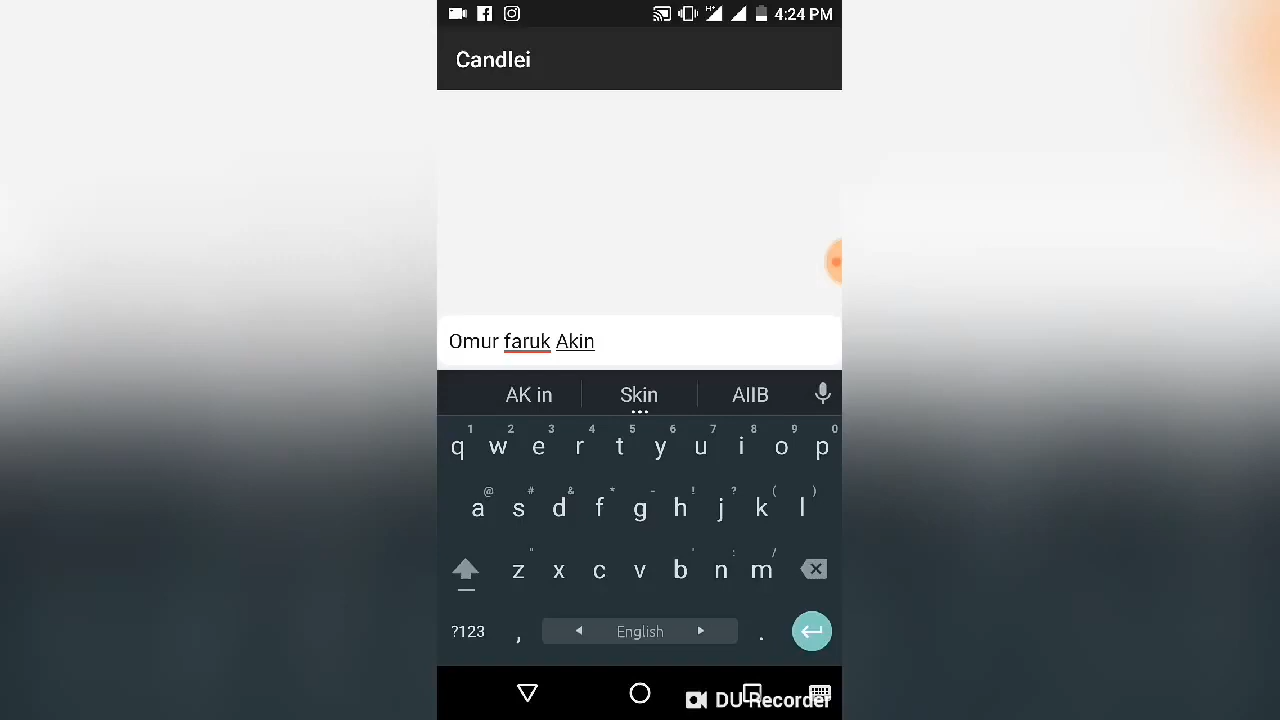 4:24 PM
Candlei
Omur faruk Akin
AK in Skin AIIB
1 2 3 4 5 6 7 8 9 0
q w e r t y u i o p
@ # & * - ! ? ( )
a s d f g h j k l
" ' : /
z x c v b n m
?123 , English .
DU Recorder